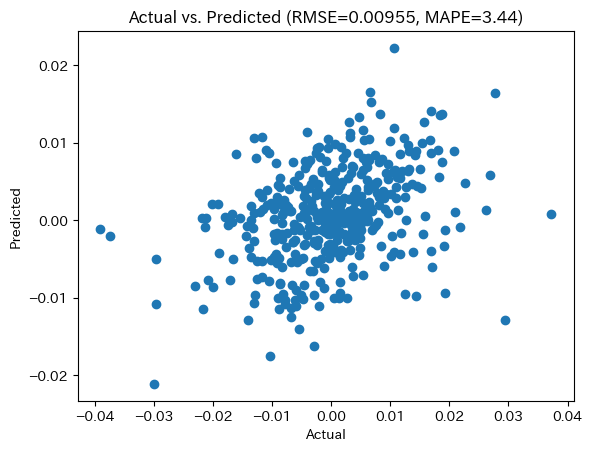 Actual vs. Predicted (RMSE=0.00955, MAPE=3.44)
Predicted
0.02
0.01
0.00
−0.01
−0.02
−0.04 −0.03 −0.02 −0.01 0.00 0.01 0.02 0.03 0.04
Actual